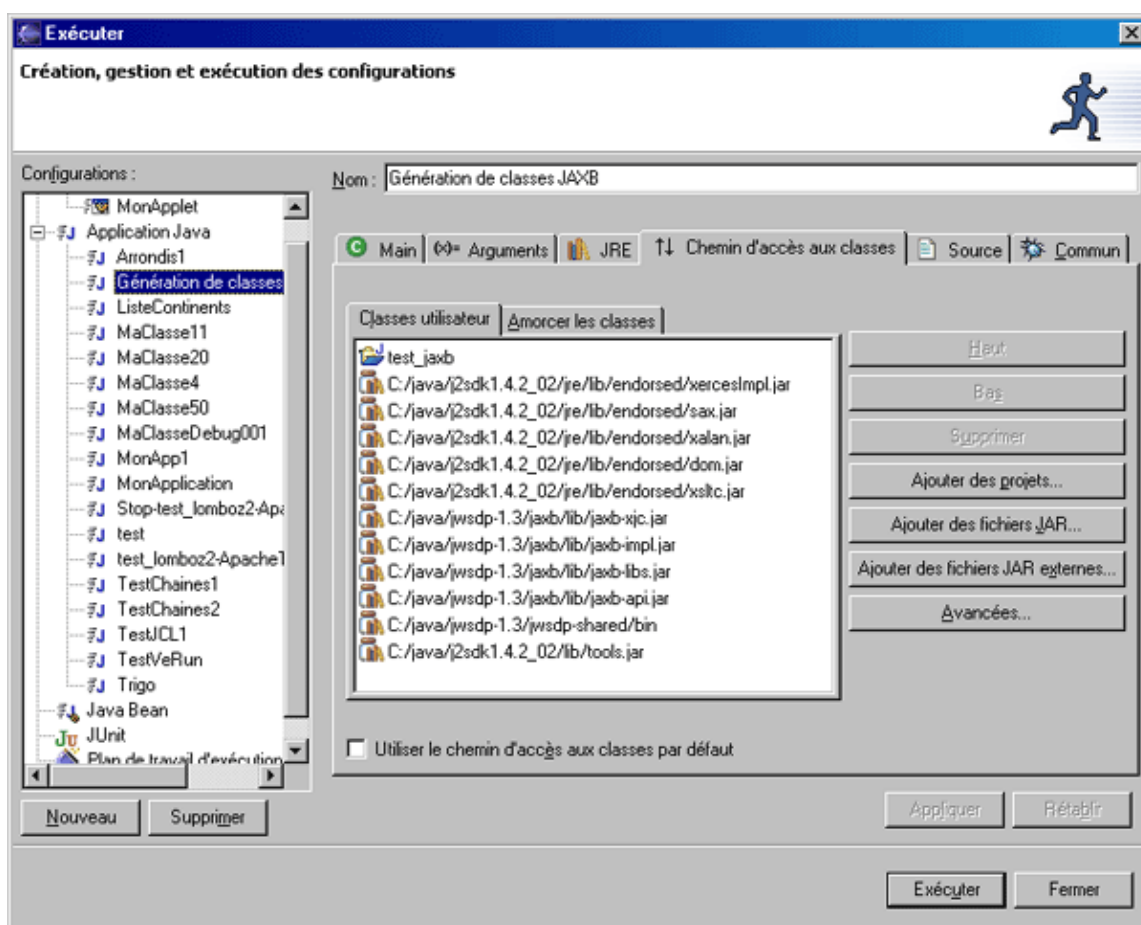 Exécuter
Création, gestion et exécution des configurations
Configurations :
MonApplet
Application Java
Arrondis1
Génération de classes
ListeContinents
MaClasse11
MaClasse20
MaClasse4
MaClasse50
MaClasseDebug001
MonApp1
MonApplication
Stop-test_lomboz2-Apa
test
test_lomboz2-ApacheT
TestChaines1
TestChaines2
TestJCL1
TestVeRun
Trigo
Java Bean
JUnit
Plan de travail d'exécution
Nouveau Supprimer
Nom : Génération de classes JAXB
Main Arguments JRE Chemin d'accès aux classes Source Commun
Classes utilisateur Amorcer les classes
test_jaxb
C:/java/j2sdk1.4.2_02/jre/lib/endorsed/xercesImpl.jar
C:/java/j2sdk1.4.2_02/jre/lib/endorsed/sax.jar
C:/java/j2sdk1.4.2_02/jre/lib/endorsed/xalan.jar
C:/java/j2sdk1.4.2_02/jre/lib/endorsed/dom.jar
C:/java/j2sdk1.4.2_02/jre/lib/endorsed/xsltc.jar
C:/java/jwsdp-1.3/jaxb/lib/jaxb-xjc.jar
C:/java/jwsdp-1.3/jaxb/lib/jaxb-impl.jar
C:/java/jwsdp-1.3/jaxb/lib/jaxb-libs.jar
C:/java/jwsdp-1.3/jaxb/lib/jaxb-api.jar
C:/java/jwsdp-1.3/jwsdp-shared/bin
C:/java/j2sdk1.4.2_02/lib/tools.jar
Haut
Bas
Supprimer
Ajouter des projets...
Ajouter des fichiers JAR...
Ajouter des fichiers JAR externes...
Avancées...
Utiliser le chemin d'accès aux classes par défaut
Appliquer Rétablir
Exécuter Fermer